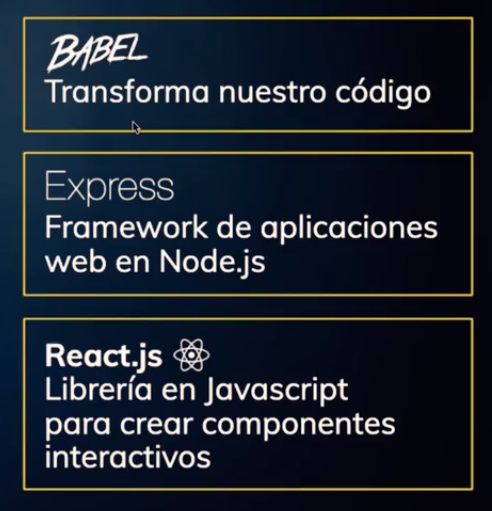 BABEL
Transforma nuestro código
Express
Framework de aplicaciones
web en Node.js
React.js
Librería en Javascript
para crear componentes
interactivos